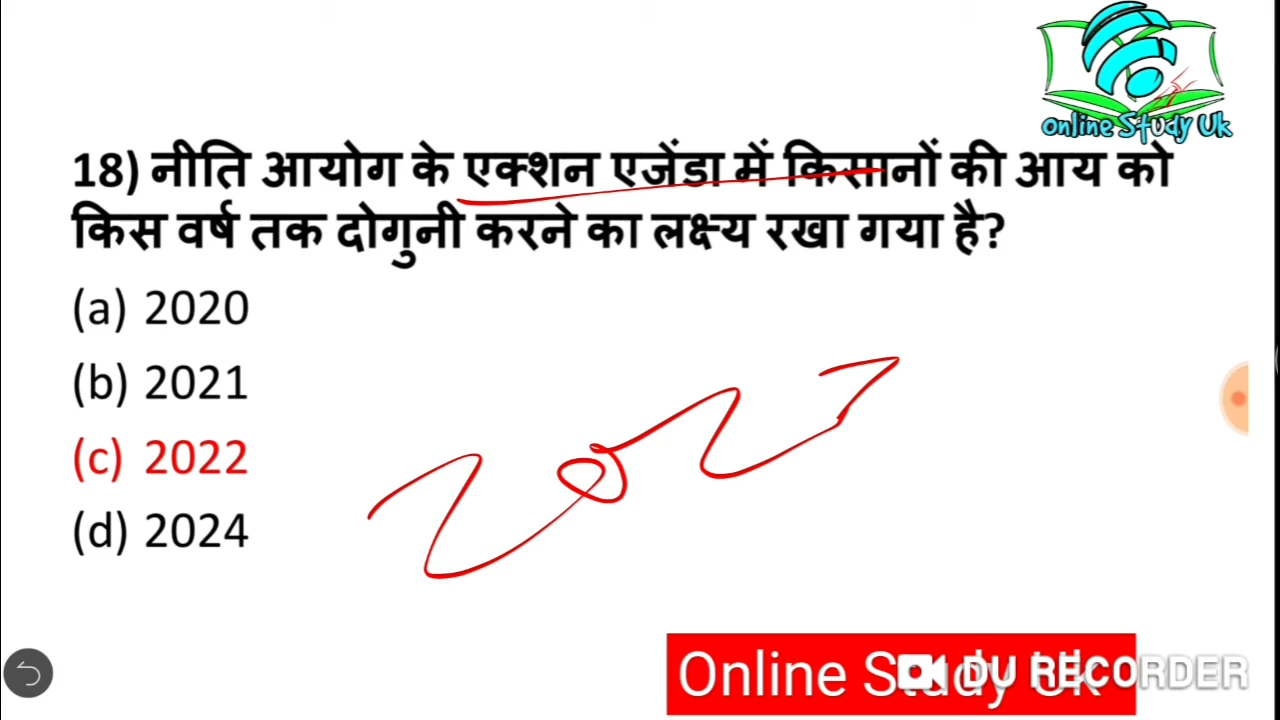 Online Study Uk
18) नीति आयोग के एक्शन एजेंडा में किसानों की आय को
किस वर्ष तक दोगुनी करने का लक्ष्य रखा गया है?
(a) 2020
(b) 2021
(c) 2022
(d) 2024
Online Study Uk
DU RECORDER